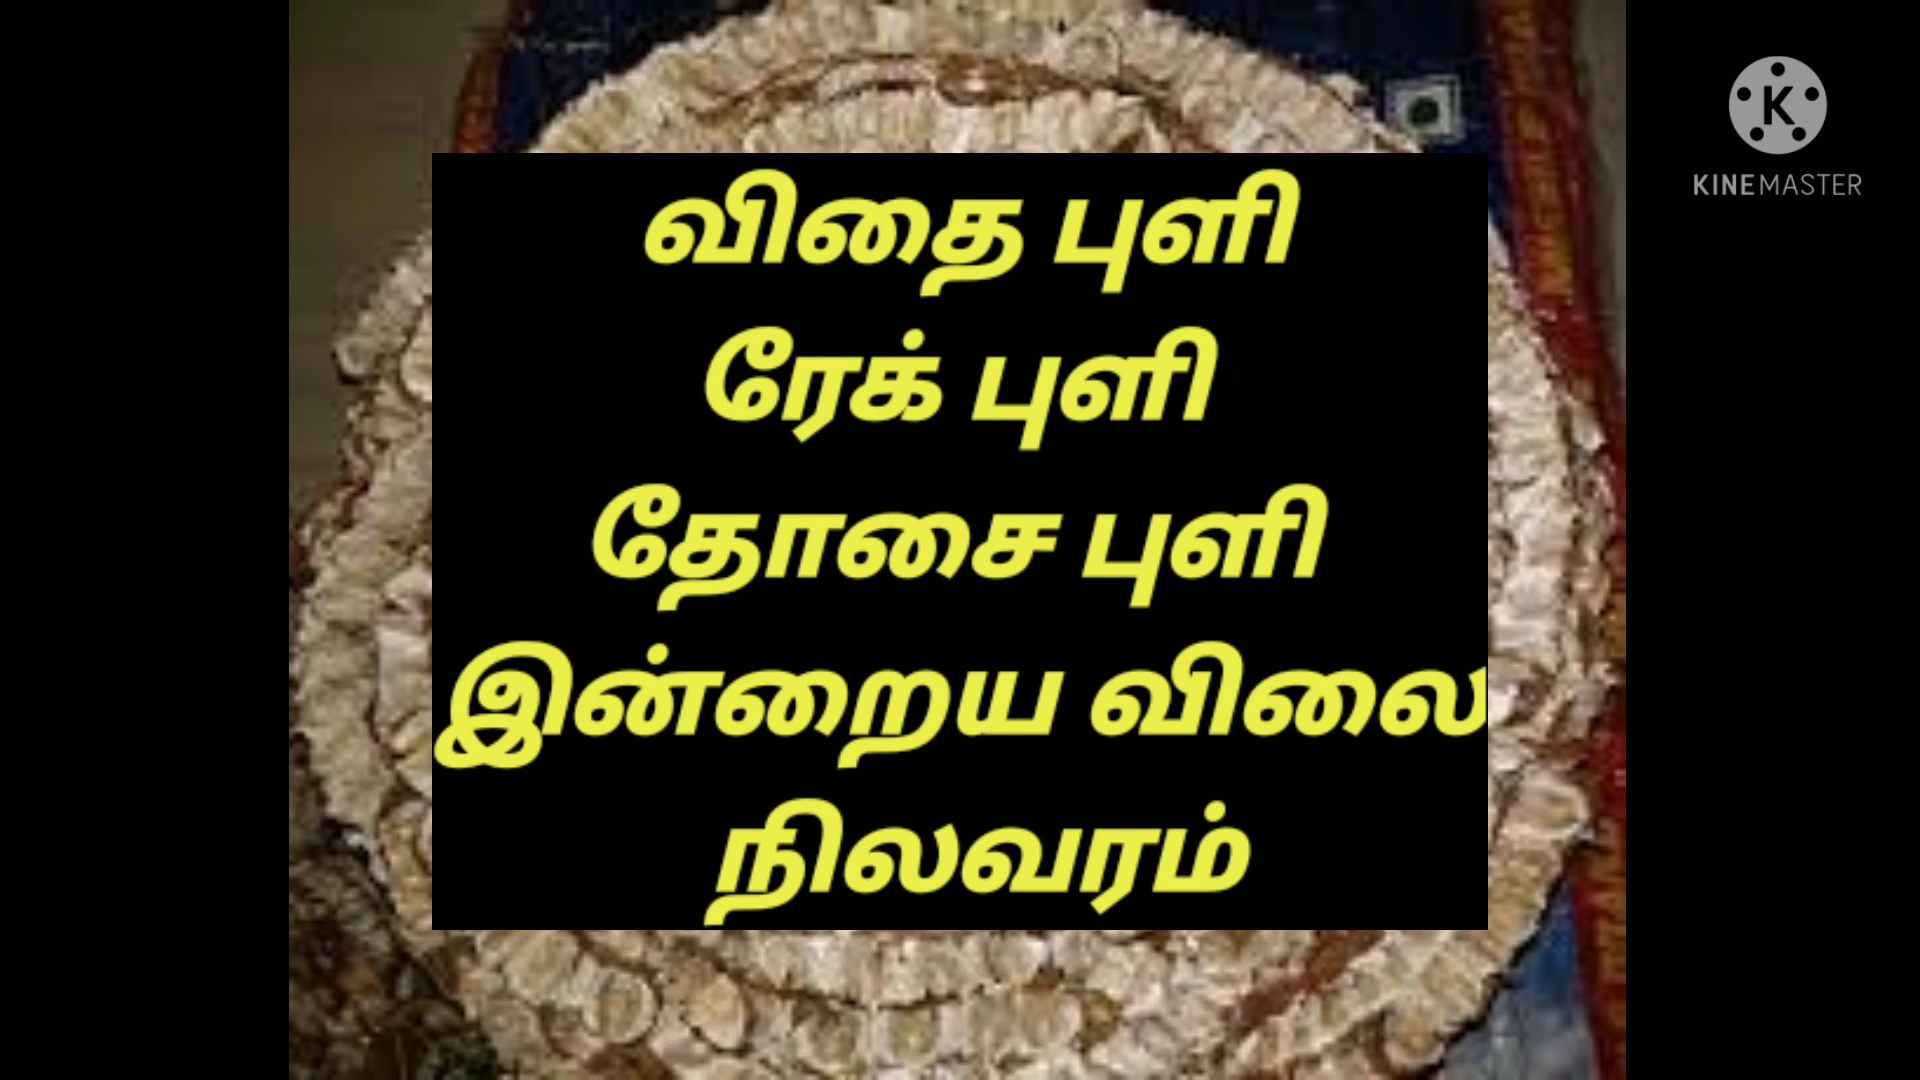 விதை புளி
ரேக் புளி
தோசை புளி
இன்றைய விலை
நிலவரம்
K
KINEMASTER